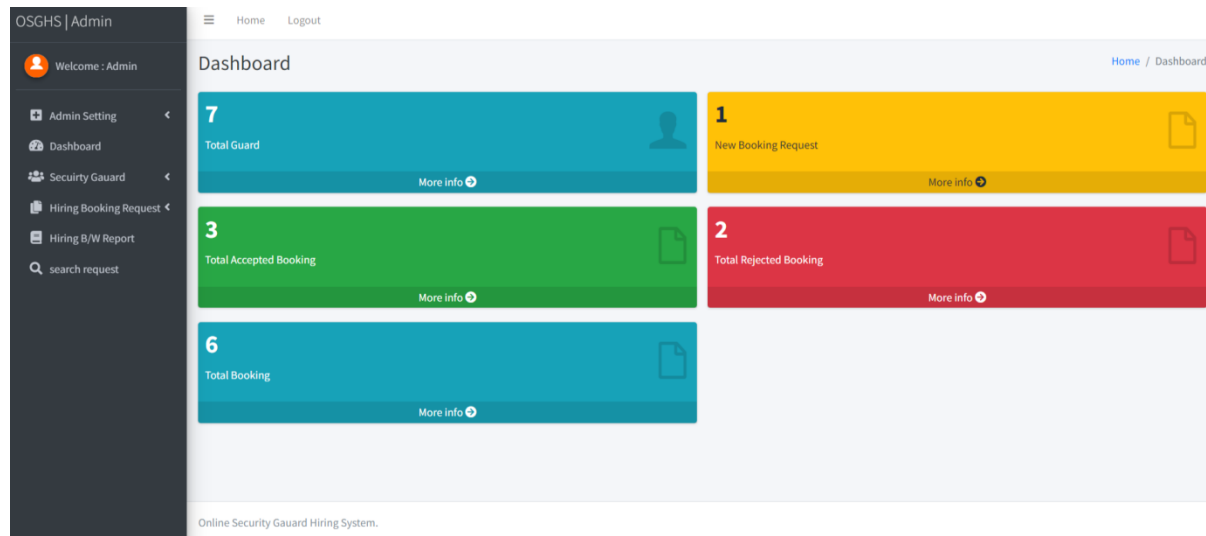 OSGHS | Admin
Home Logout
Welcome : Admin
Dashboard
Home / Dashboard
Admin Setting
Dashboard
Secuirty Gauard
Hiring Booking Request
Hiring B/W Report
search request
7
Total Guard
More info
1
New Booking Request
More info
3
Total Accepted Booking
More info
2
Total Rejected Booking
More info
6
Total Booking
More info
Online Security Gauard Hiring System.